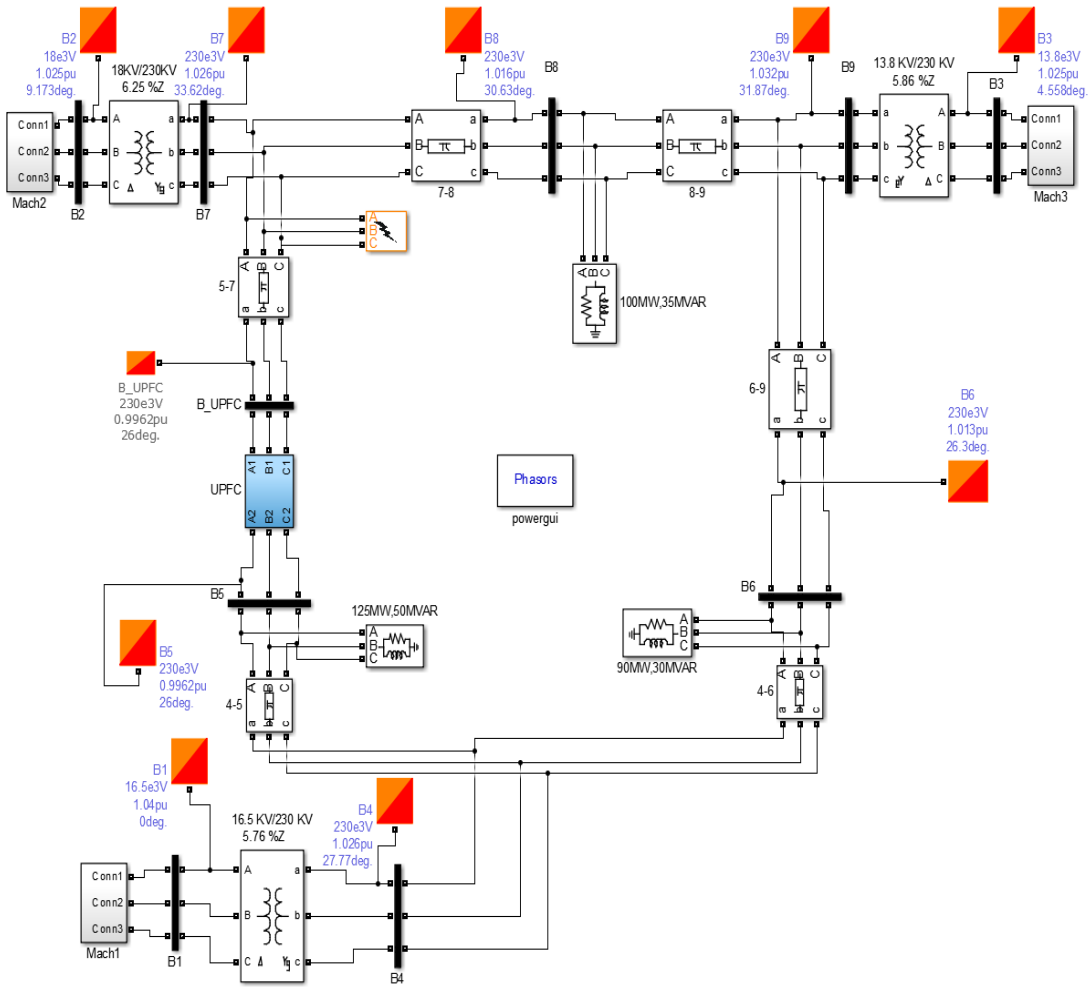 B2
18e3V
1.025pu
9.173deg.
B7
230e3V
1.026pu
33.62deg.
B8
230e3V
1.016pu
30.63deg.
B9
230e3V
1.032pu
31.87deg.
B3
13.8e3V
1.025pu
4.558deg.
18KV/230KV
6.25 %Z
13.8 KV/230 KV
5.86 %Z
B8
B9
B3
Conn1
Conn2
Conn3
Mach2
B2
A
B
C
a
b
c
Δ
Yg
B7
A
B
C
π
a
b
c
7-8
A
B
C
π
a
b
c
8-9
a
b
c
A
B
C
Yg
Δ
Conn1
Conn2
Conn3
Mach3
A
B
C
5-7
A
B
C
π
a
b
c
A
B
C
100MW,35MVAR
6-9
A
B
C
π
a
b
c
B_UPFC
230e3V
0.9962pu
26deg.
B_UPFC
B6
230e3V
1.013pu
26.3deg.
UPFC
A1
B1
C1
A2
B2
C2
Phasors
powergui
B5
B6
125MW,50MVAR
A
B
C
90MW,30MVAR
A
B
C
B5
230e3V
0.9962pu
26deg.
4-5
A
B
C
π
a
b
c
4-6
A
B
C
π
a
b
c
B1
16.5e3V
1.04pu
0deg.
16.5 KV/230 KV
5.76 %Z
B4
230e3V
1.026pu
27.77deg.
Conn1
Conn2
Conn3
Mach1
B1
A
B
C
a
b
c
Δ
Yg
B4